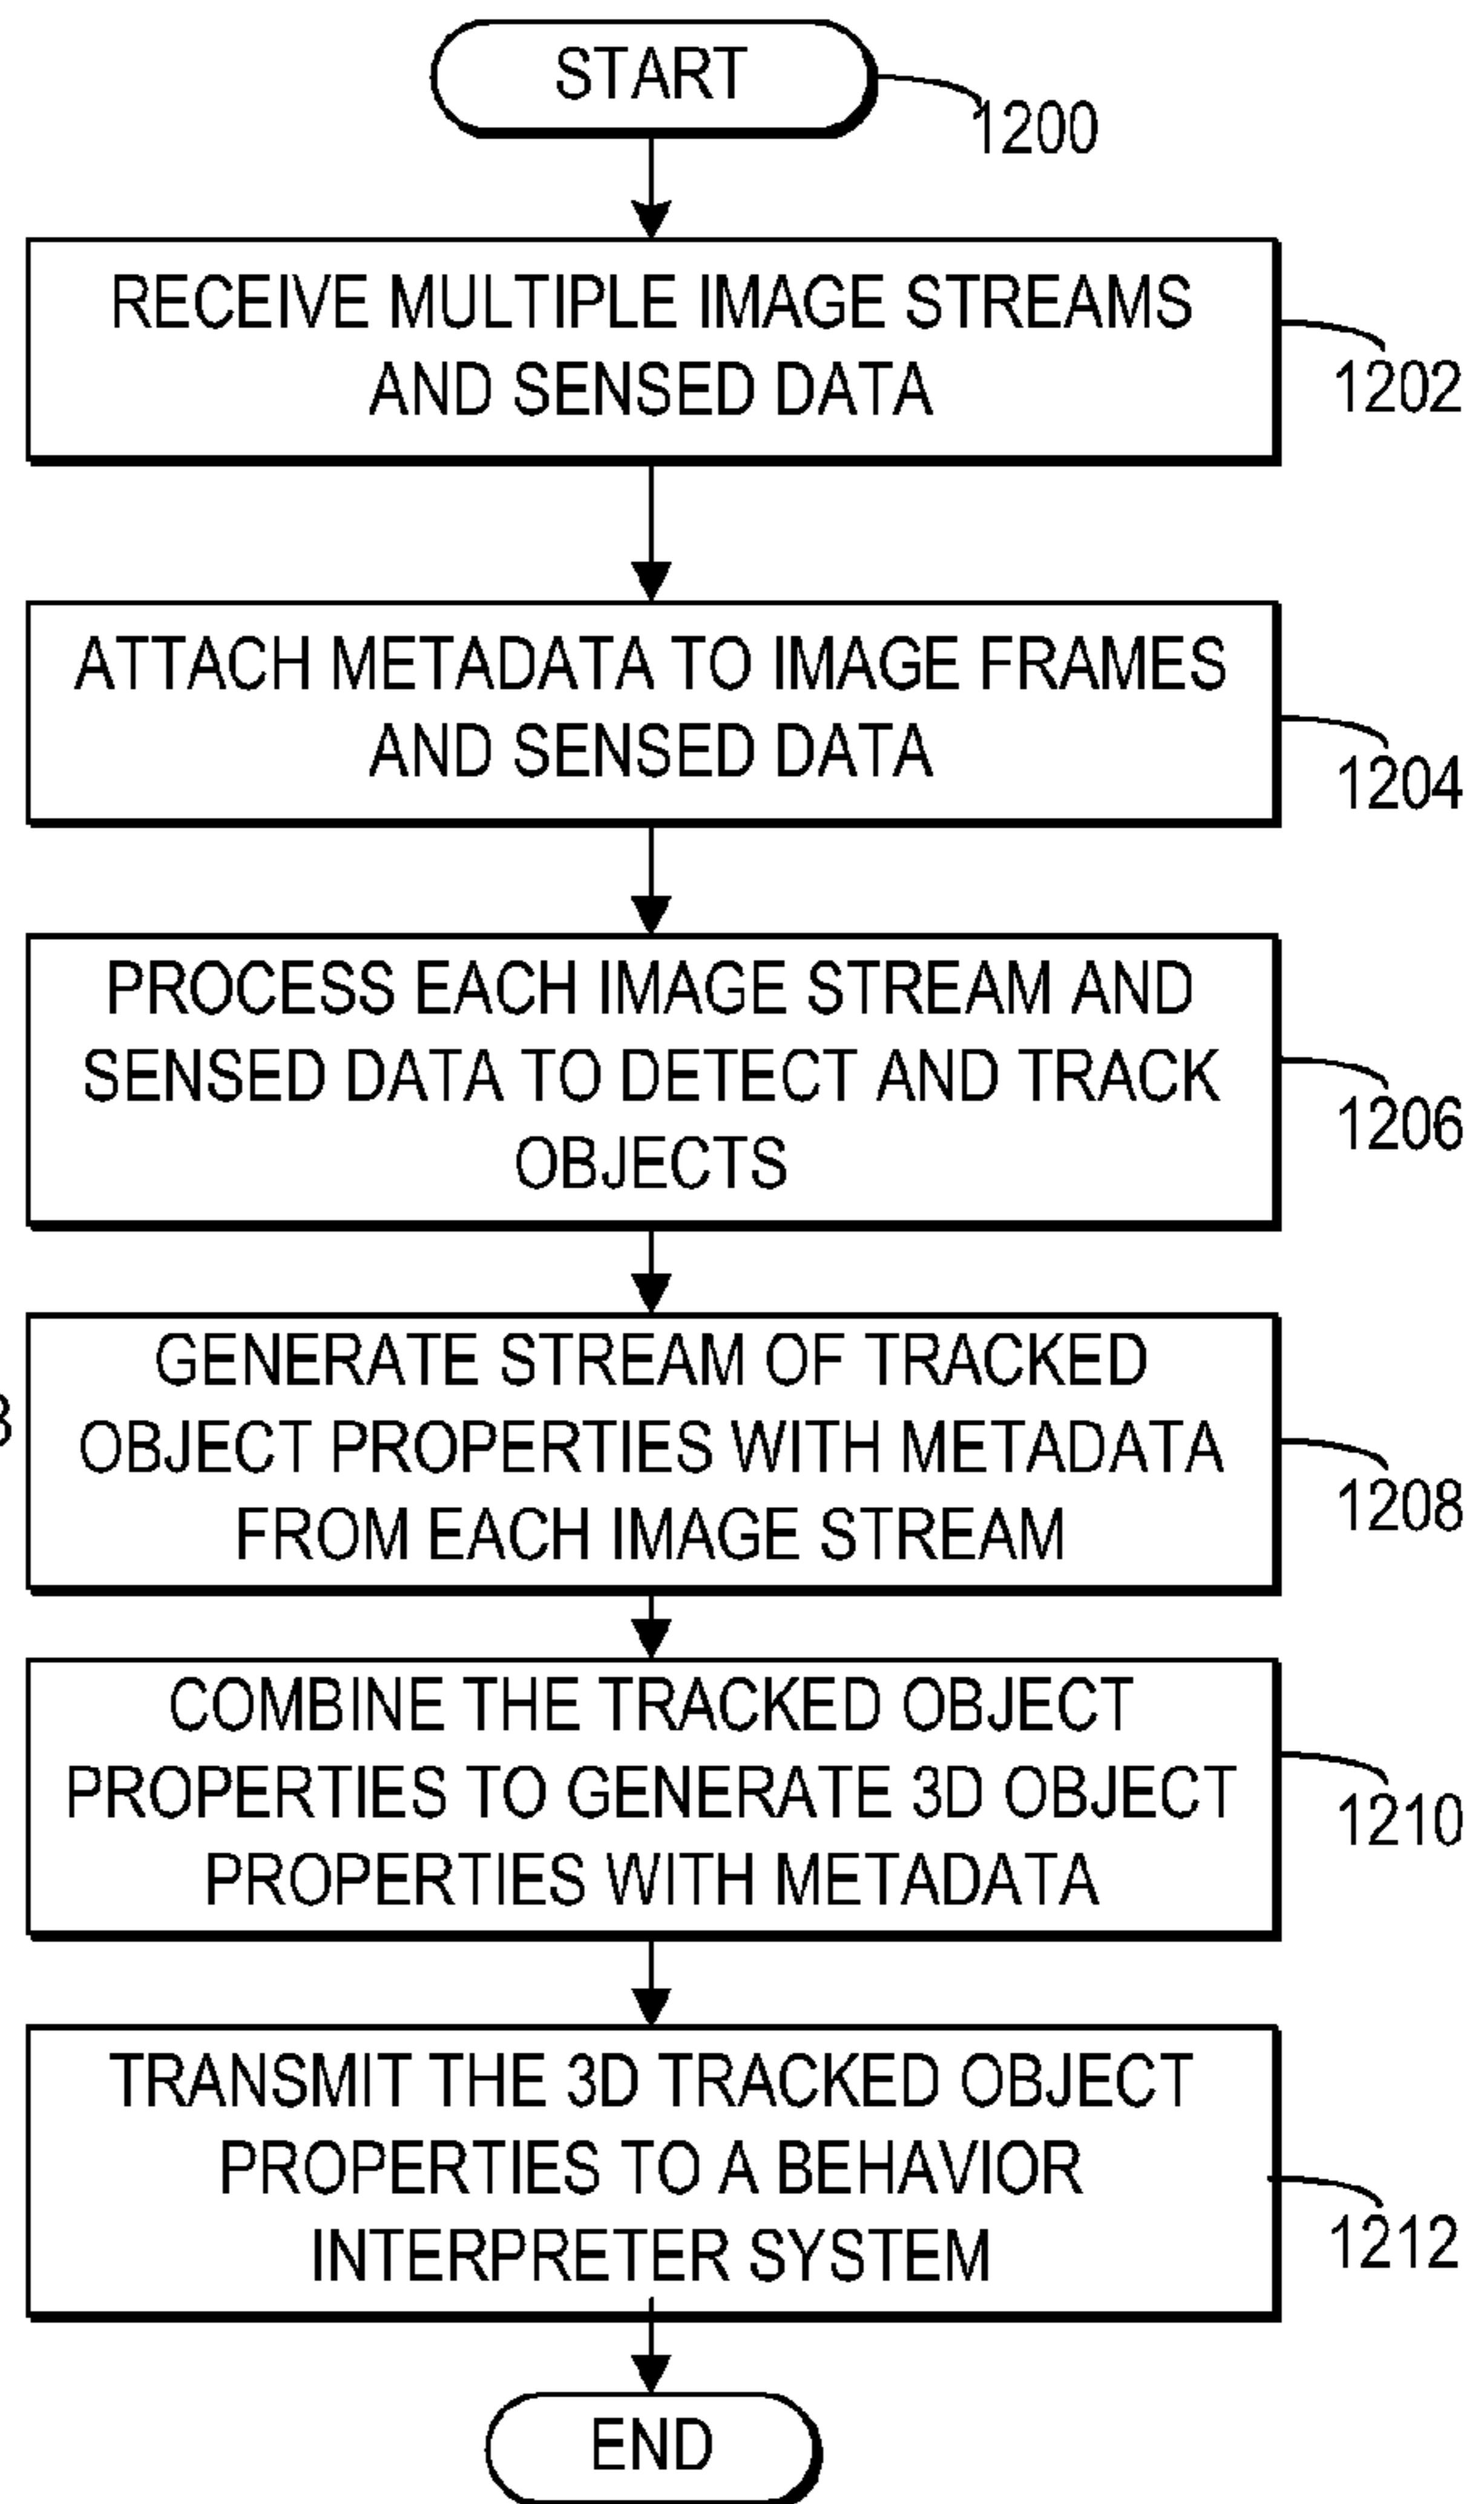 START
1200
RECEIVE MULTIPLE IMAGE STREAMS
AND SENSED DATA
1202
ATTACH METADATA TO IMAGE FRAMES
AND SENSED DATA
1204
PROCESS EACH IMAGE STREAM AND
SENSED DATA TO DETECT AND TRACK
OBJECTS
1206
GENERATE STREAM OF TRACKED
OBJECT PROPERTIES WITH METADATA
FROM EACH IMAGE STREAM
1208
COMBINE THE TRACKED OBJECT
PROPERTIES TO GENERATE 3D OBJECT
PROPERTIES WITH METADATA
1210
TRANSMIT THE 3D TRACKED OBJECT
PROPERTIES TO A BEHAVIOR
INTERPRETER SYSTEM
1212
END